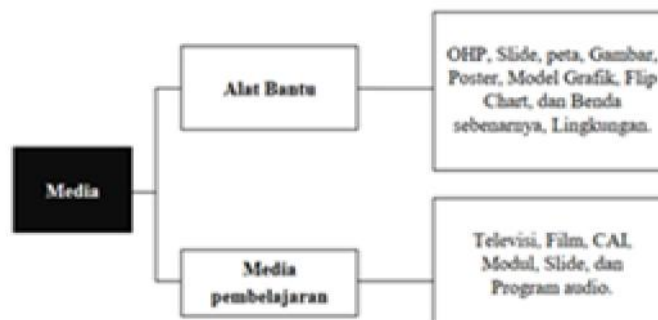 Media
Alat Bantu
OHP, Slide, peta, Gambar,
Poster, Model Grafik, Flip
Chart, dan Benda
sebenarnya, Lingkungan.
Media
pembelajaran
Televisi, Film, CAI,
Modul, Slide, dan
Program audio.